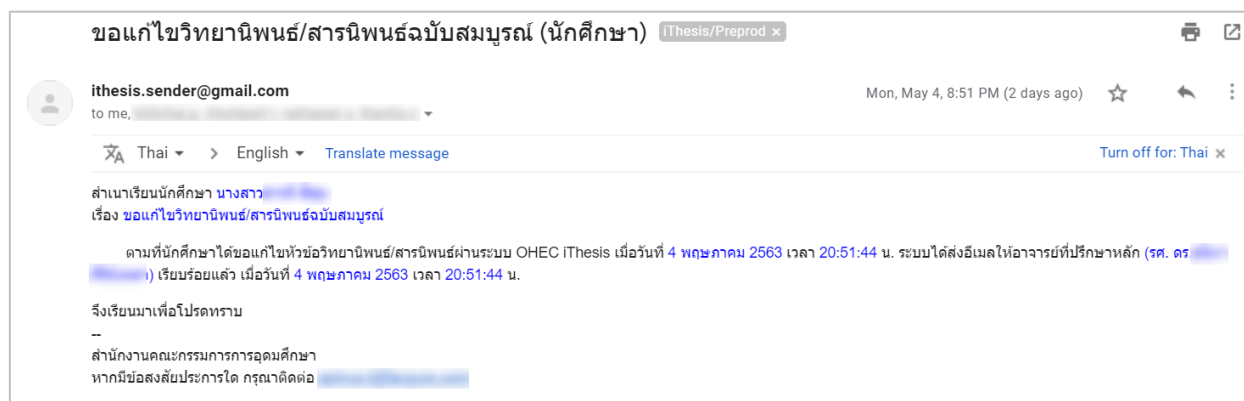 ขอแก้ไขวิทยานิพนธ์/สารนิพนธ์ฉบับสมบูรณ์ (นักศึกษา) iThesis/Preprod ×
ithesis.sender@gmail.com
Mon, May 4, 8:51 PM (2 days ago)
to me,
Thai > English Translate message
Turn off for: Thai ×
สำเนาเรียนนักศึกษา นางสาว
เรื่อง ขอแก้ไขวิทยานิพนธ์/สารนิพนธ์ฉบับสมบูรณ์
ตามที่นักศึกษาได้ขอแก้ไขหัวข้อวิทยานิพนธ์/สารนิพนธ์ผ่านระบบ OHEC iThesis เมื่อวันที่ 4 พฤษภาคม 2563 เวลา 20:51:44 น. ระบบได้ส่งอีเมลให้อาจารย์ที่ปรึกษาหลัก (รศ. ดร.
) เรียบร้อยแล้ว เมื่อวันที่ 4 พฤษภาคม 2563 เวลา 20:51:44 น.
จึงเรียนมาเพื่อโปรดทราบ
--
สำนักงานคณะกรรมการการอุดมศึกษา
หากมีข้อสงสัยประการใด กรุณาติดต่อ